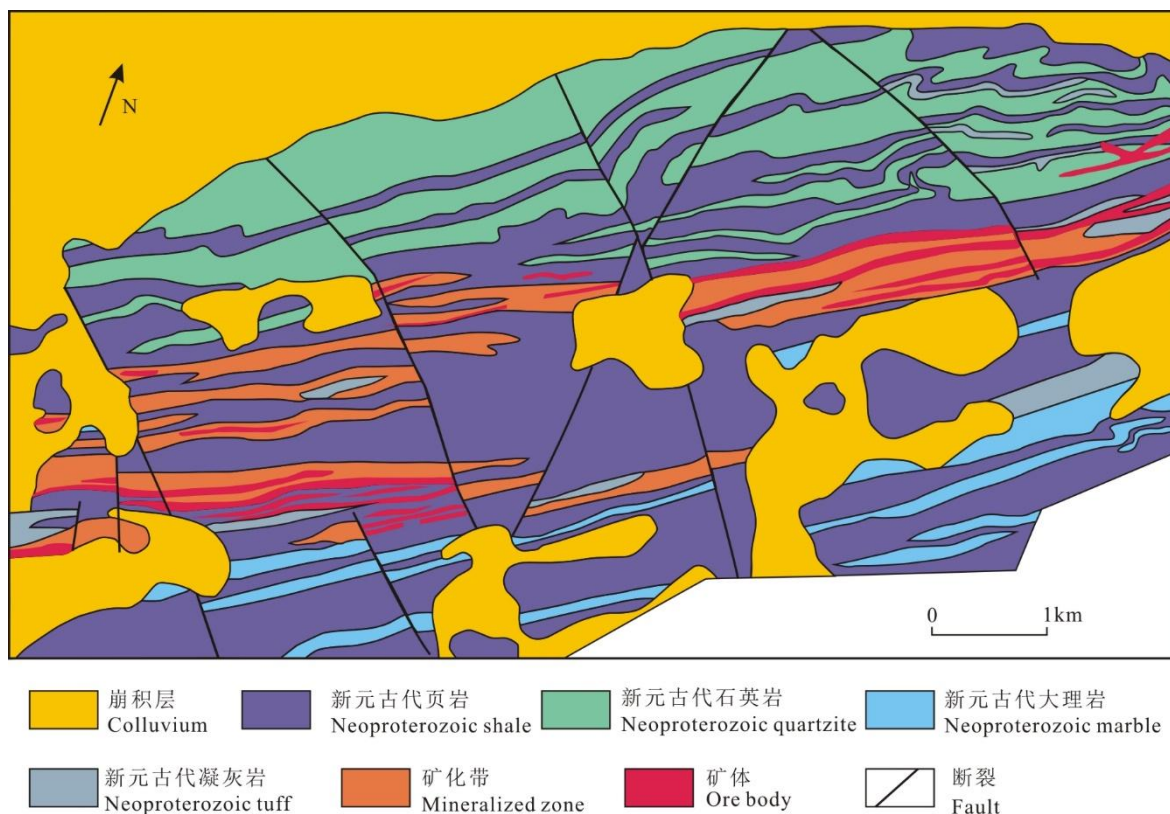 N
0 1km
崩积层
Colluvium
新元古代页岩
Neoproterozoic shale
新元古代石英岩
Neoproterozoic quartzite
新元古代大理岩
Neoproterozoic marble
新元古代凝灰岩
Neoproterozoic tuff
矿化带
Mineralized zone
矿体
Ore body
断裂
Fault